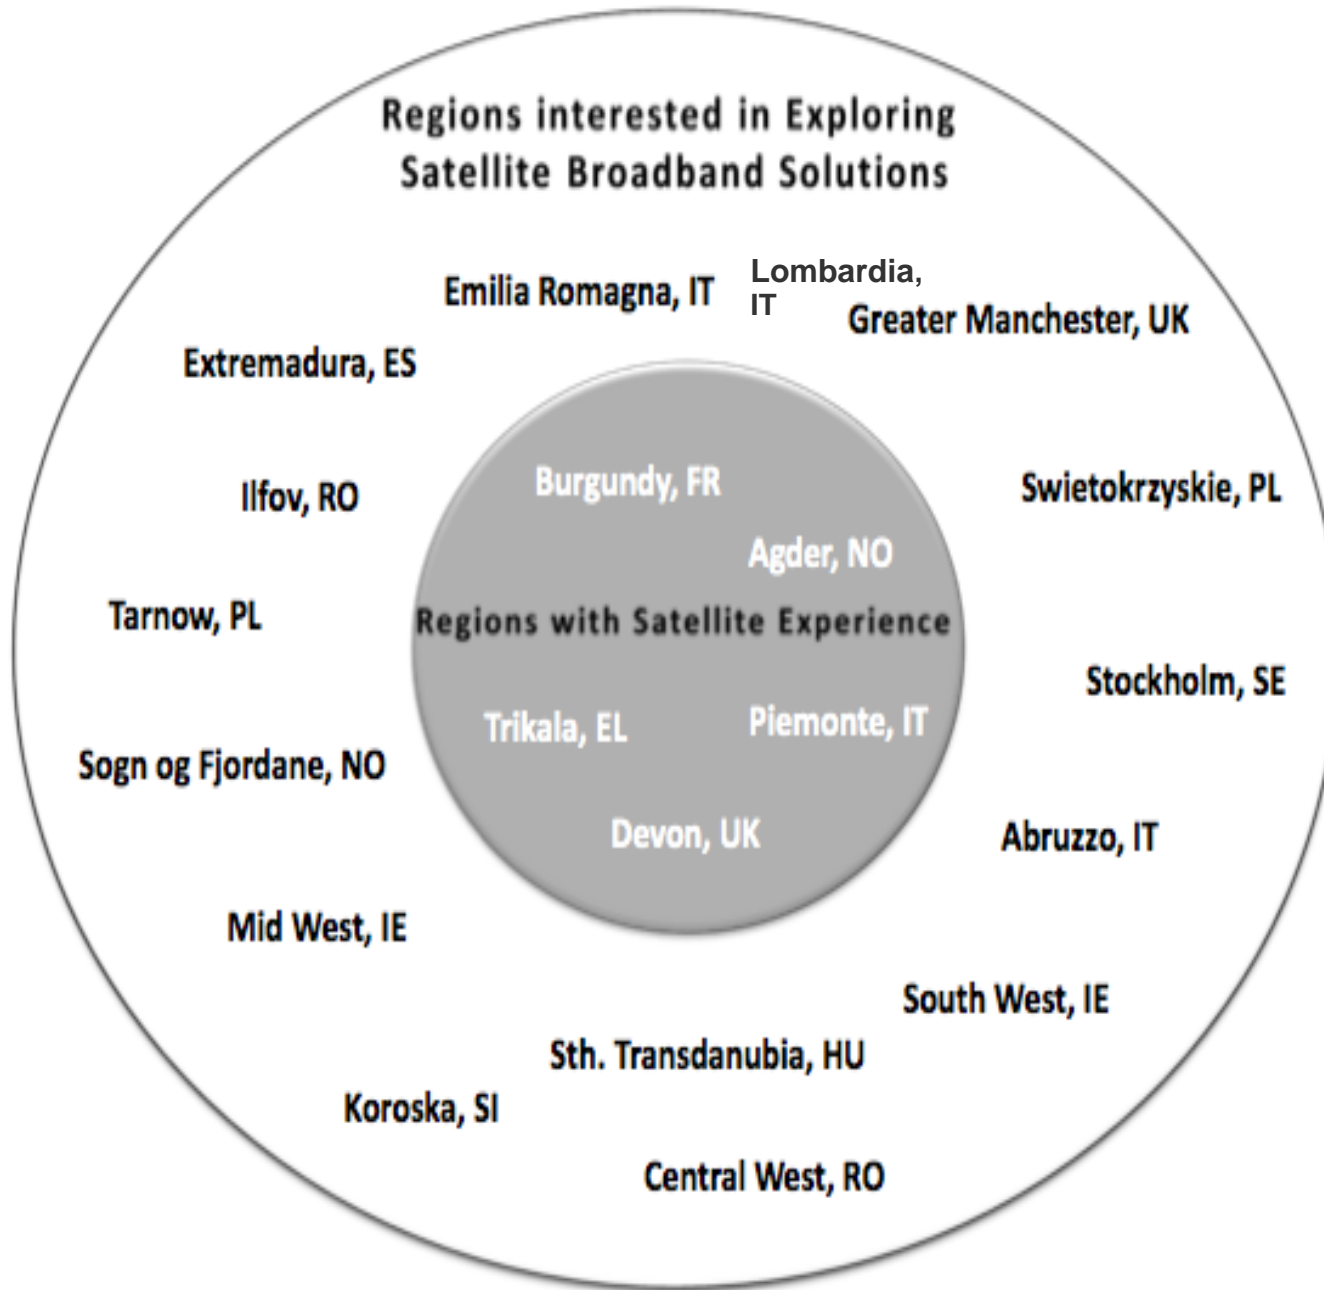 Regions interested in Exploring
Satellite Broadband Solutions
Emilia Romagna, IT
Lombardia,
IT
Greater Manchester, UK
Extremadura, ES
Burgundy, FR
Swietokrzyskie, PL
Ilfov, RO
Agder, NO
Tarnow, PL
Regions with Satellite Experience
Stockholm, SE
Trikala, EL
Piemonte, IT
Sogn og Fjordane, NO
Devon, UK
Abruzzo, IT
Mid West, IE
South West, IE
Sth. Transdanubia, HU
Koroska, SI
Central West, RO